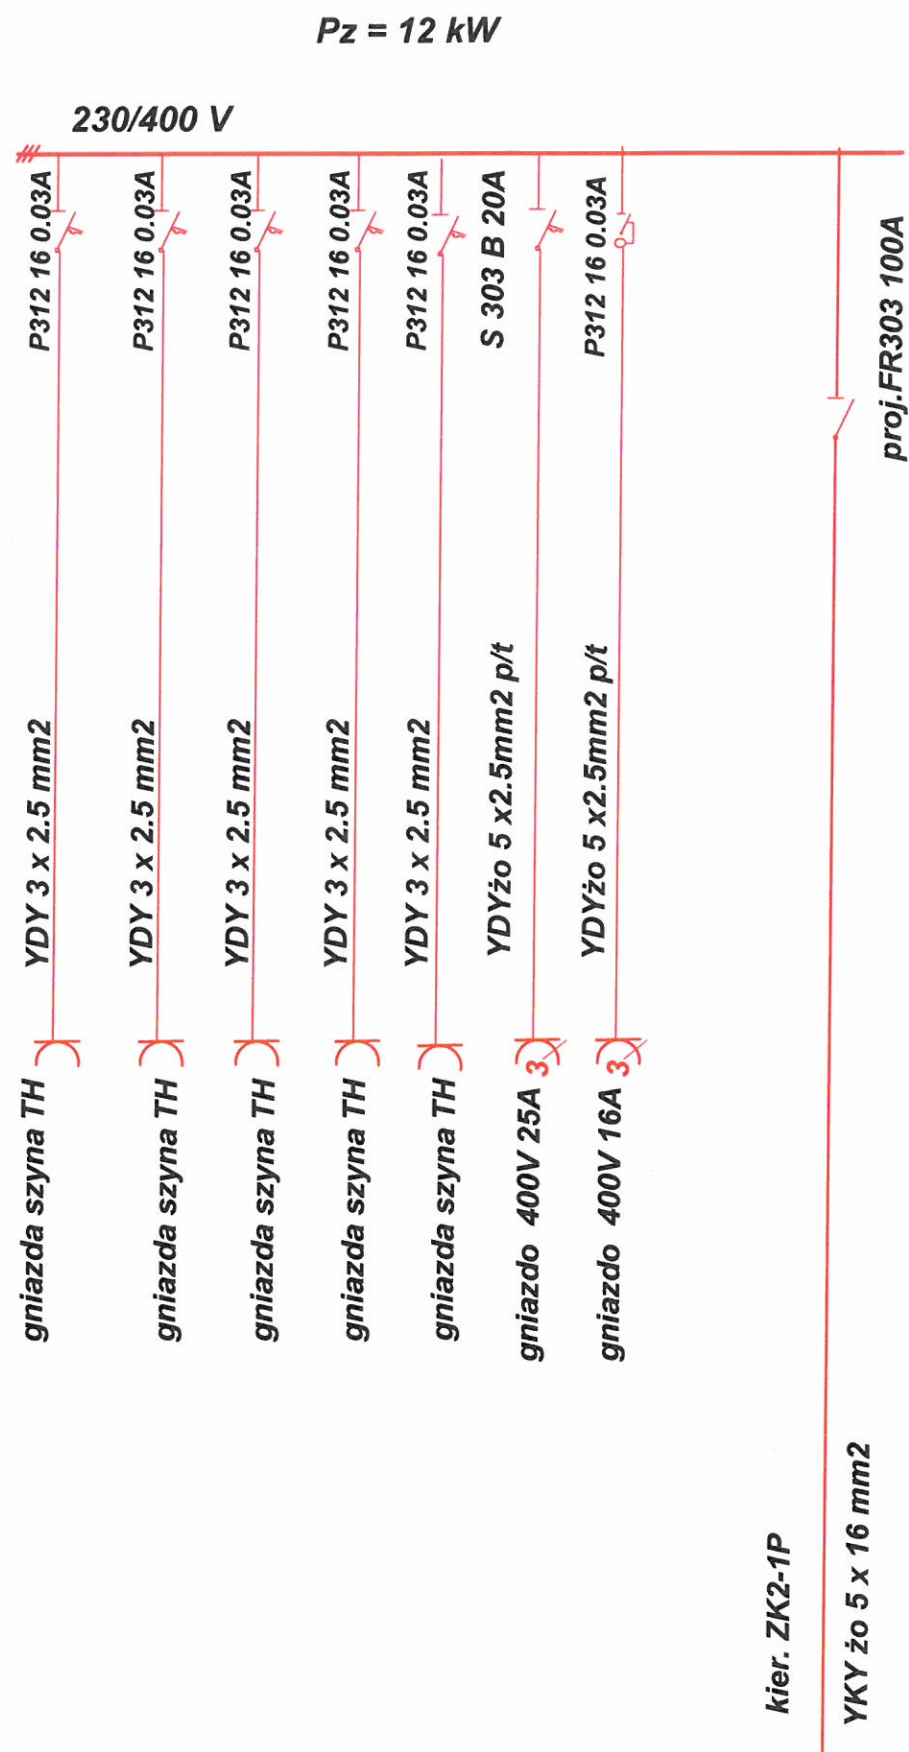 Pz = 12 kW
230/400 V
P312 16 0.03A
P312 16 0.03A
P312 16 0.03A
P312 16 0.03A
P312 16 0.03A
S 303 B 20A
P312 16 0.03A
proj.FR303 100A
YDY 3 x 2.5 mm2
YDY 3 x 2.5 mm2
YDY 3 x 2.5 mm2
YDY 3 x 2.5 mm2
YDY 3 x 2.5 mm2
YDYżo 5 x2.5mm2 p/t
YDYżo 5 x2.5mm2 p/t
3
3
gniazda szyna TH
gniazda szyna TH
gniazda szyna TH
gniazda szyna TH
gniazda szyna TH
gniazdo 400V 25A
gniazdo 400V 16A
kier. ZK2-1P
YKY żo 5 x 16 mm2